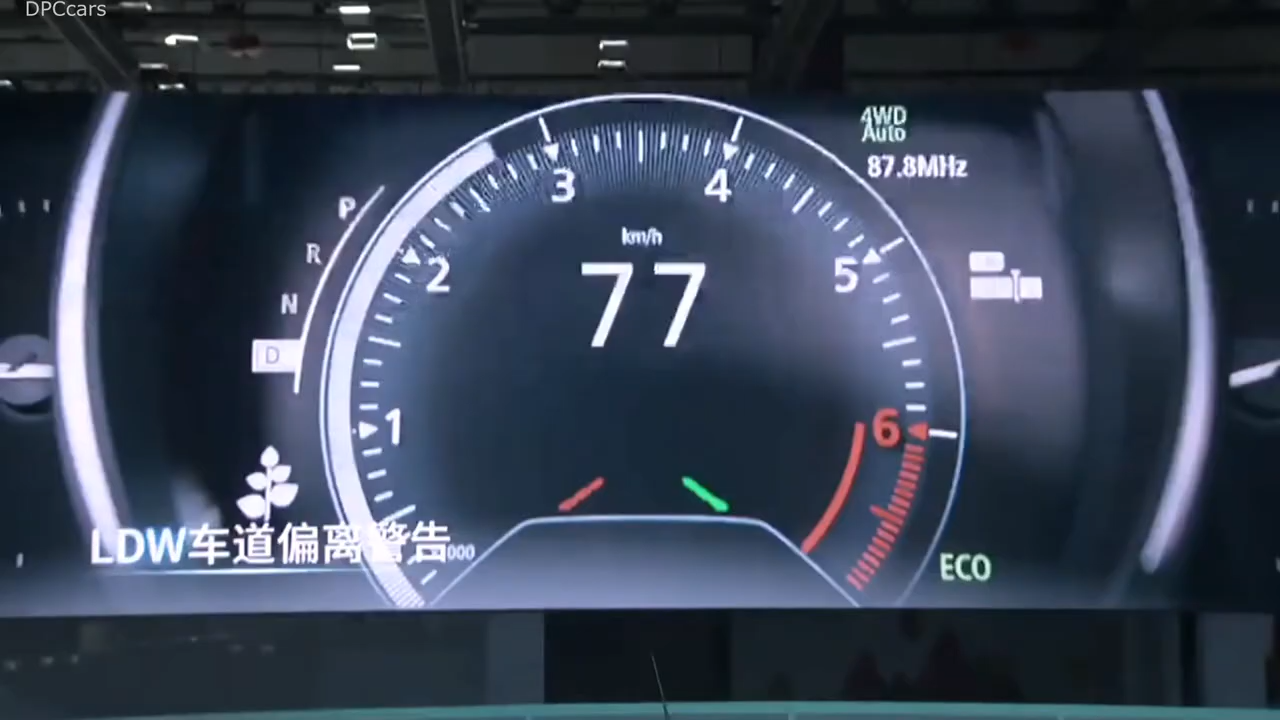 DPCcars
4WD
Auto
87.8MHz
P
R
N
D
1
2
3
4
5
6
km/h
77
LDW车道偏离警告
000
ECO